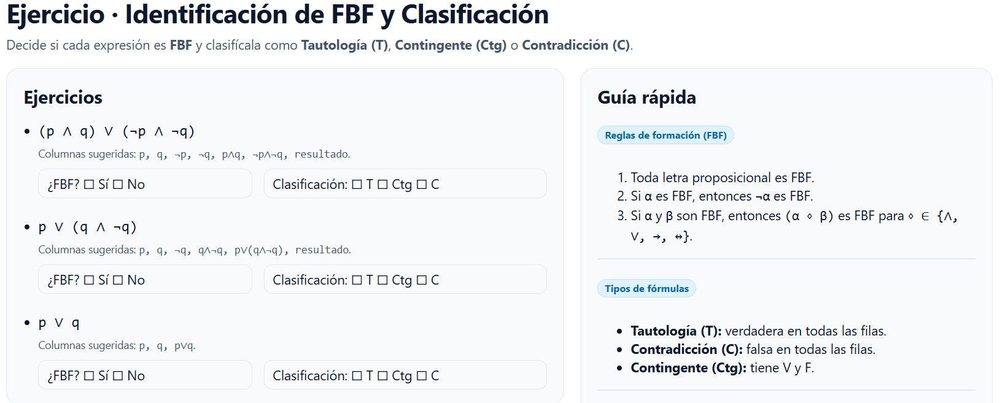 Ejercicio · Identificación de FBF y Clasificación
Decide si cada expresión es FBF y clasifícala como Tautología (T), Contingente (Ctg) o Contradicción (C).
Ejercicios
• (p ∧ q) ∨ (¬p ∧ ¬q)
Columnas sugeridas: p, q, ¬p, ¬q, p∧q, ¬p∧¬q, resultado.
¿FBF? ☐ Sí ☐ No
Clasificación: ☐ T ☐ Ctg ☐ C
• p ∨ (q ∧ ¬q)
Columnas sugeridas: p, q, ¬q, q∧¬q, p∨(q∧¬q), resultado.
¿FBF? ☐ Sí ☐ No
Clasificación: ☐ T ☐ Ctg ☐ C
• p ∨ q
Columnas sugeridas: p, q, p∨q.
¿FBF? ☐ Sí ☐ No
Clasificación: ☐ T ☐ Ctg ☐ C
Guía rápida
Reglas de formación (FBF)
1. Toda letra proposicional es FBF.
2. Si α es FBF, entonces ¬α es FBF.
3. Si α y β son FBF, entonces (α ⋄ β) es FBF para ⋄ ∈ {∧,
∨, →, ↔}.
Tipos de fórmulas
• Tautología (T): verdadera en todas las filas.
• Contradicción (C): falsa en todas las filas.
• Contingente (Ctg): tiene V y F.